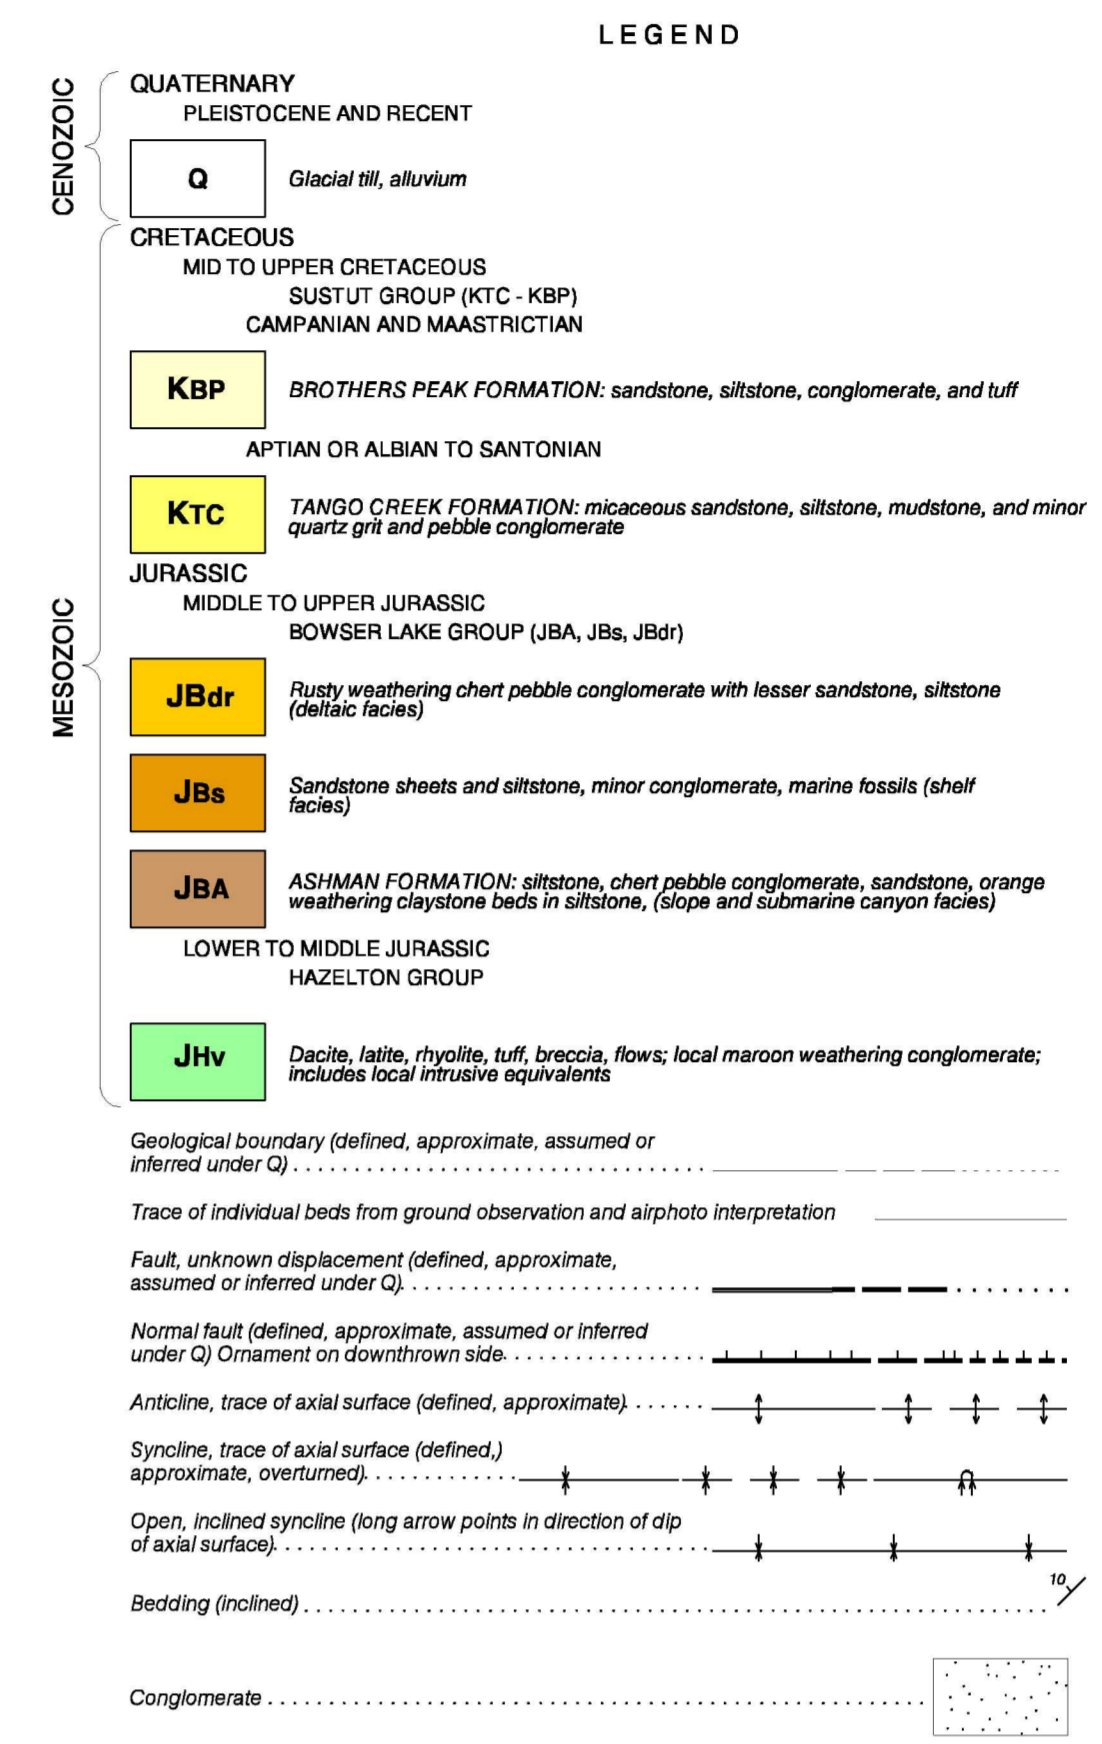 LEGEND
CENOZOIC
QUATERNARY
PLEISTOCENE AND RECENT
Q
Glacial till, alluvium
MESOZOIC
CRETACEOUS
MID TO UPPER CRETACEOUS
SUSTUT GROUP (KTC - KBP)
CAMPANIAN AND MAASTRICTIAN
KBP
BROTHERS PEAK FORMATION: sandstone, siltstone, conglomerate, and tuff
APTIAN OR ALBIAN TO SANTONIAN
KTC
TANGO CREEK FORMATION: micaceous sandstone, siltstone, mudstone, and minor
quartz grit and pebble conglomerate
JURASSIC
MIDDLE TO UPPER JURASSIC
BOWSER LAKE GROUP (JBA, JBs, JBdr)
JBdr
Rusty weathering chert pebble conglomerate with lesser sandstone, siltstone
(deltaic facies)
JBs
Sandstone sheets and siltstone, minor conglomerate, marine fossils (shelf
facies)
JBA
ASHMAN FORMATION: siltstone, chert pebble conglomerate, sandstone, orange
weathering claystone beds in siltstone, (slope and submarine canyon facies)
LOWER TO MIDDLE JURASSIC
HAZELTON GROUP
JHv
Dacite, latite, rhyolite, tuff, breccia, flows; local maroon weathering conglomerate;
includes local intrusive equivalents
Geological boundary (defined, approximate, assumed or
inferred under Q)
Trace of individual beds from ground observation and airphoto interpretation
Fault, unknown displacement (defined, approximate,
assumed or inferred under Q)
Normal fault (defined, approximate, assumed or inferred
under Q) Ornament on downthrown side
Anticline, trace of axial surface (defined, approximate)
Syncline, trace of axial surface (defined,)
approximate, overturned)
Open, inclined syncline (long arrow points in direction of dip
of axial surface)
Bedding (inclined)
10
Conglomerate